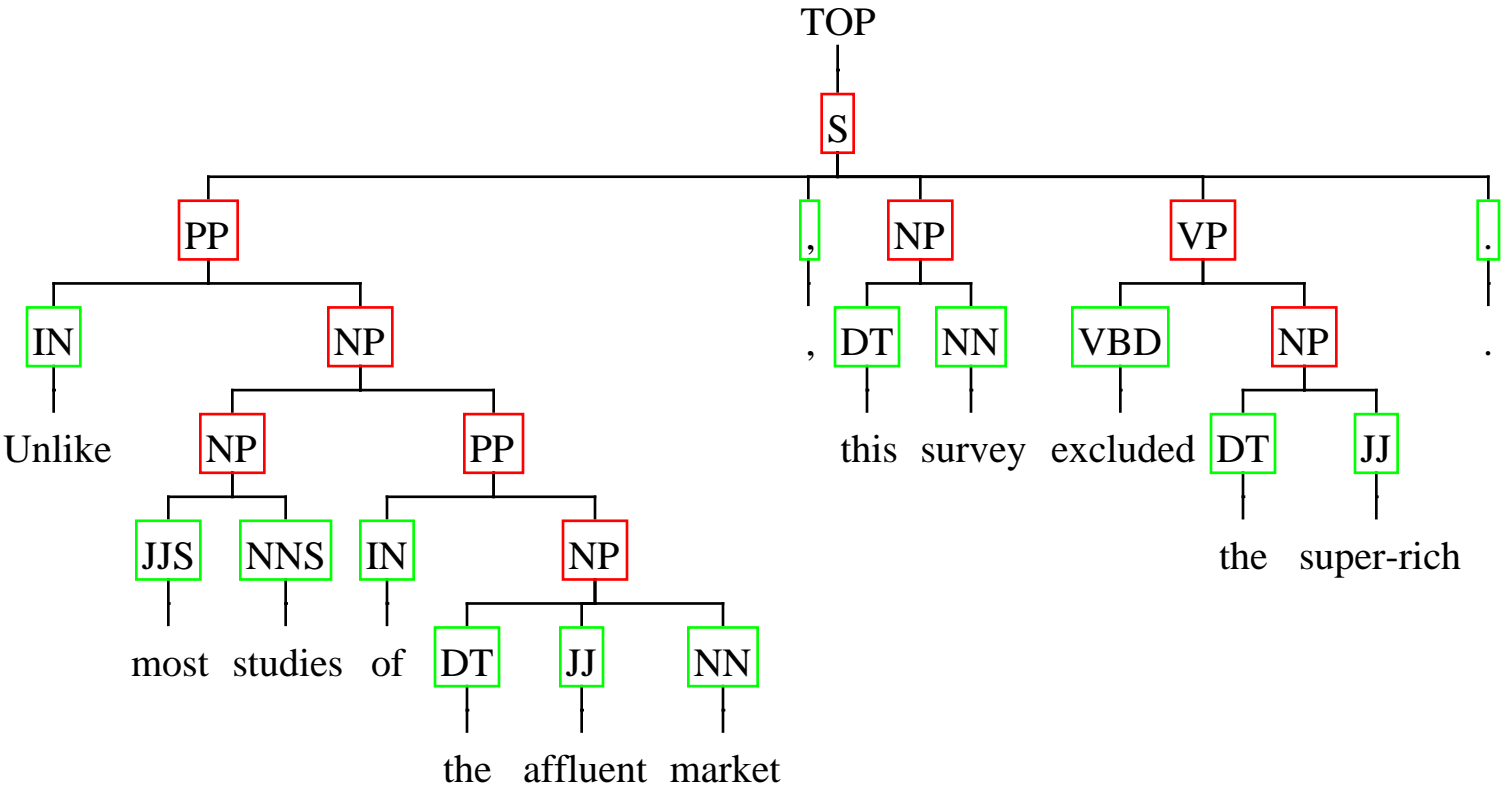 TOP
S
PP , NP VP .
IN NP , DT NN VBD NP .
Unlike NP PP this survey excluded DT JJ
JJS NNS IN NP the super-rich
most studies of DT JJ NN
the affluent market